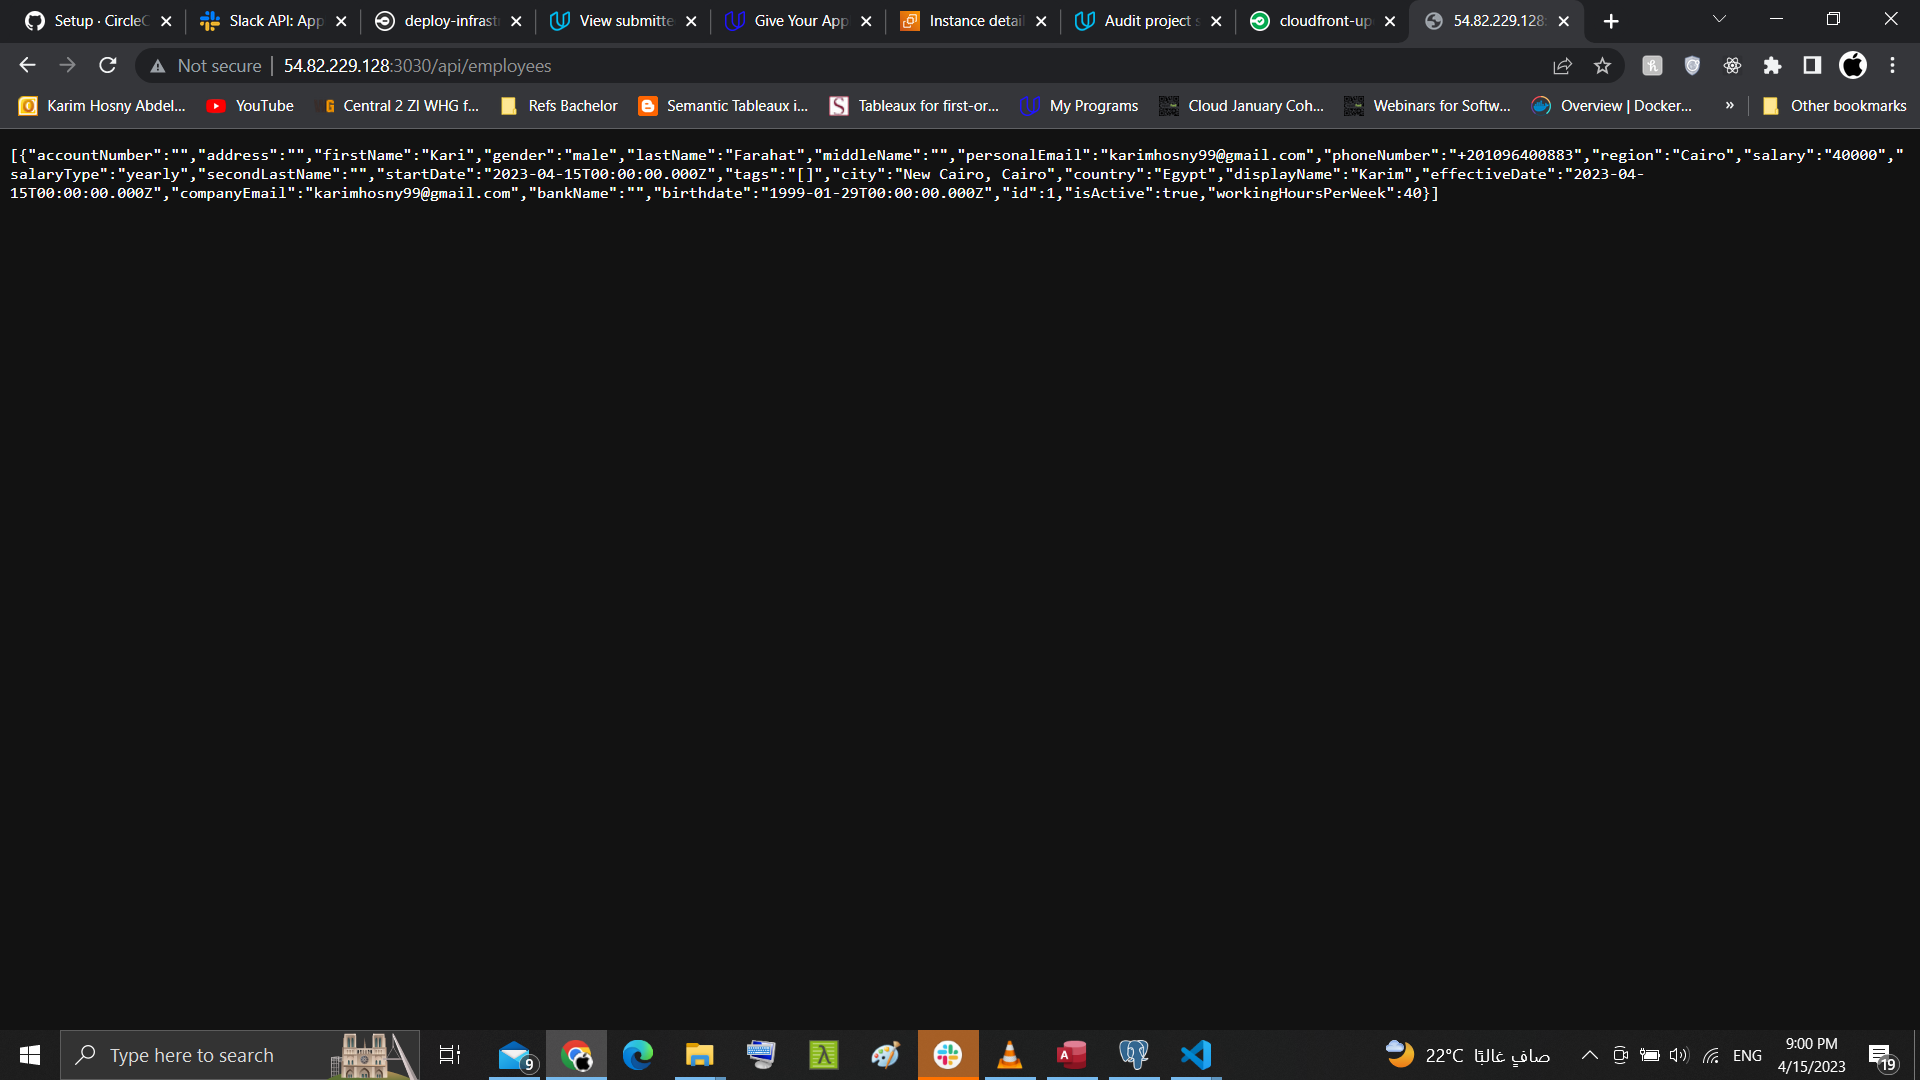 Setup · CircleC
Slack API: App
deploy-infrast
View submitte
Give Your App
Instance detail
Audit project s
cloudfront-up
54.82.229.128:
Not secure
54.82.229.128:3030/api/employees
Karim Hosny Abdel...
YouTube
Central 2 ZI WHG f...
Refs Bachelor
Semantic Tableaux i...
Tableaux for first-or...
My Programs
Cloud January Coh...
Webinars for Softw...
Overview | Docker...
»
Other bookmarks
[{"accountNumber":"","address":"","firstName":"Kari","gender":"male","lastName":"Farahat","middleName":"","personalEmail":"karimhosny99@gmail.com","phoneNumber":"+201096400883","region":"Cairo","salary":"40000","
salaryType":"yearly","secondLastName":"","startDate":"2023-04-15T00:00:00.000Z","tags":"[]","city":"New Cairo, Cairo","country":"Egypt","displayName":"Karim","effectiveDate":"2023-04-
15T00:00:00.000Z","companyEmail":"karimhosny99@gmail.com","bankName":"","birthdate":"1999-01-29T00:00:00.000Z","id":1,"isActive":true,"workingHoursPerWeek":40}]
Type here to search
9
22°C صافٍ غالبًا
ENG
9:00 PM
4/15/2023
19